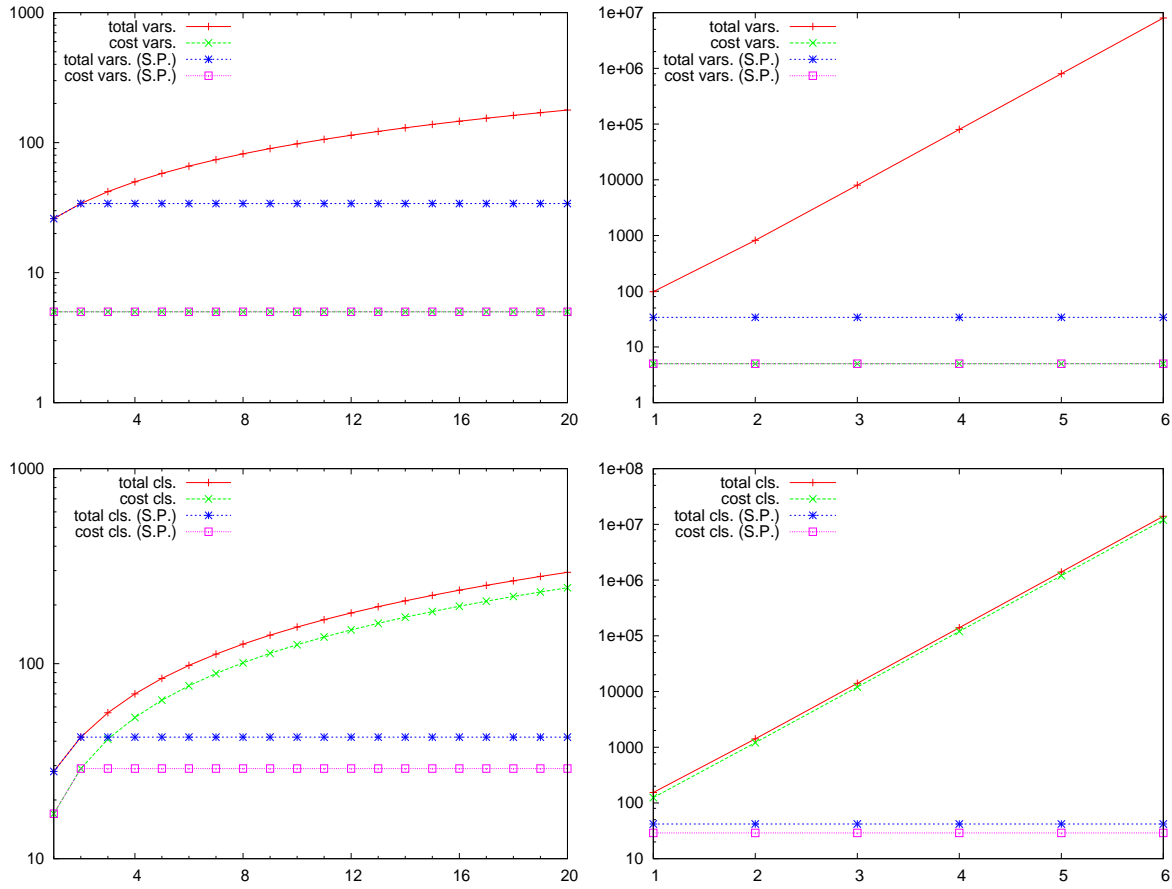 1000
100
10
1
4
8
12
16
20
total vars.
cost vars.
total vars. (S.P.)
cost vars. (S.P.)
1e+07
1e+06
1e+05
10000
1000
100
10
1
1
2
3
4
5
6
total vars.
cost vars.
total vars. (S.P.)
cost vars. (S.P.)
1000
100
10
4
8
12
16
20
total cls.
cost cls.
total cls. (S.P.)
cost cls. (S.P.)
1e+08
1e+07
1e+06
1e+05
10000
1000
100
10
1
2
3
4
5
6
total cls.
cost cls.
total cls. (S.P.)
cost cls. (S.P.)